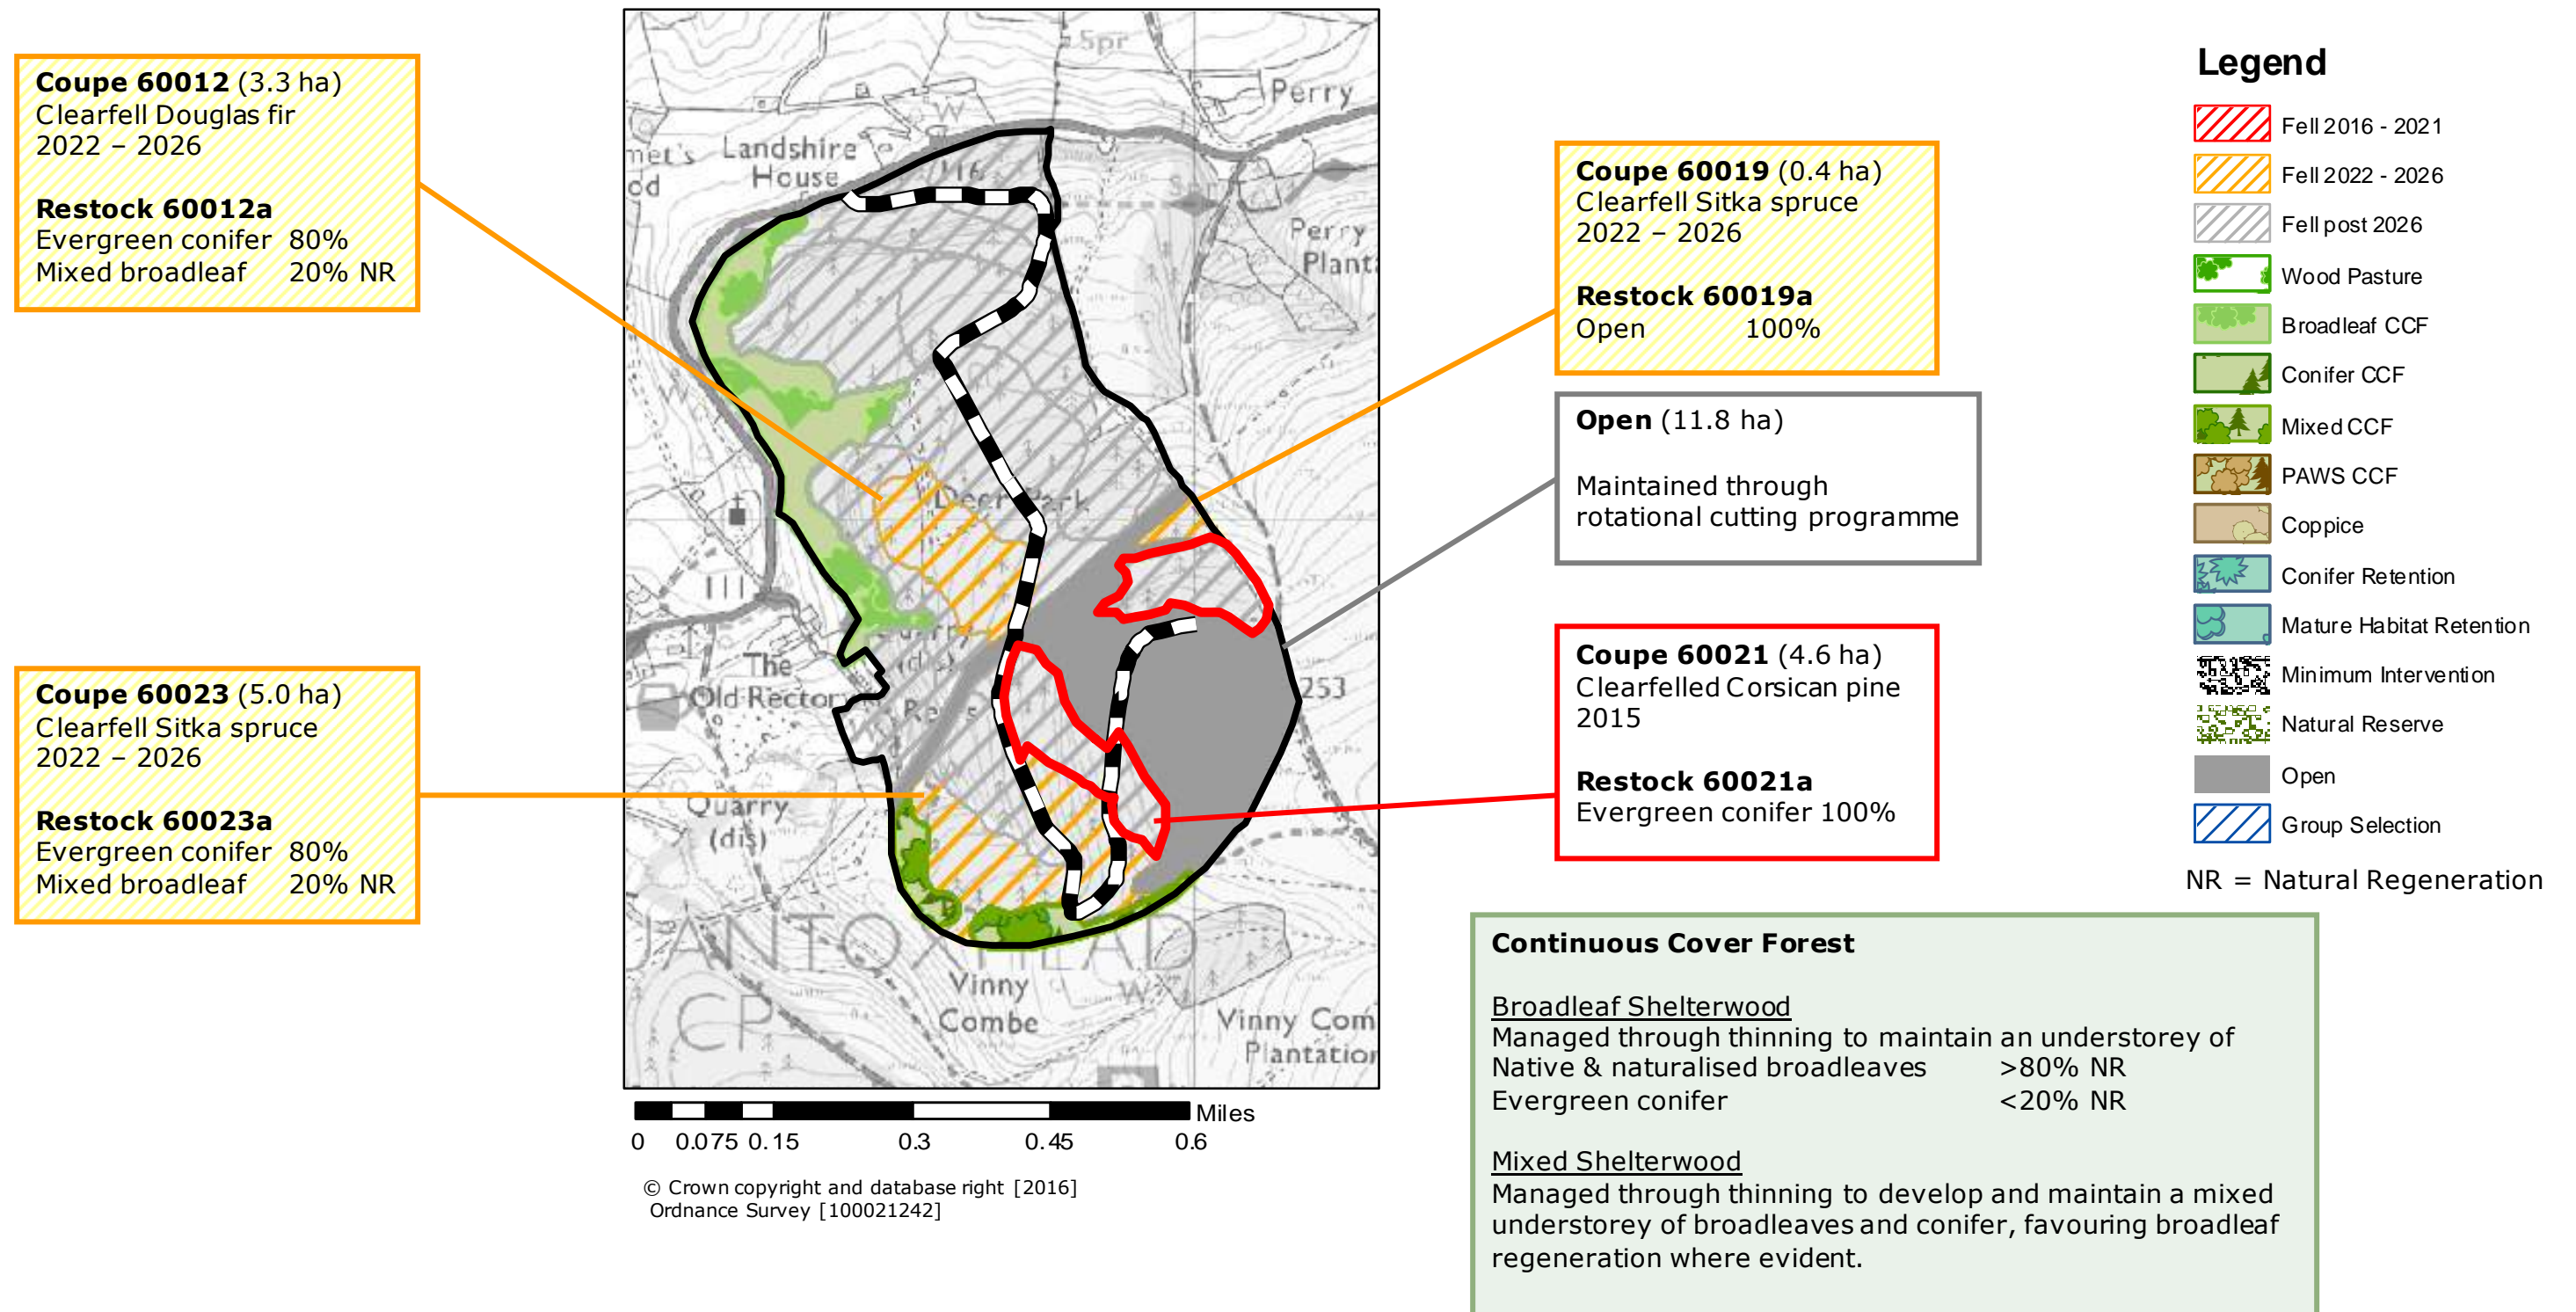 Coupe 60012 (3.3 ha)
Clearfell Douglas fir
2022 – 2026
Restock 60012a
Evergreen conifer 80%
Mixed broadleaf 20% NR
Coupe 60023 (5.0 ha)
Clearfell Sitka spruce
2022 – 2026
Restock 60023a
Evergreen conifer 80%
Mixed broadleaf 20% NR
Spr
Perry
Landshire
House
met's
od
W
116
Perry
Planta
Deer Park
111
The
Old Rectory
Quarry
(dis)
253
Quarry
(dis)
UANTOXHEAD
CP
Vinny
Combe
W
Vinny Com
Plantation
Miles
0 0.075 0.15 0.3 0.45 0.6
© Crown copyright and database right [2016]
Ordnance Survey [100021242]
Coupe 60019 (0.4 ha)
Clearfell Sitka spruce
2022 – 2026
Restock 60019a
Open 100%
Open (11.8 ha)
Maintained through
rotational cutting programme
Coupe 60021 (4.6 ha)
Clearfelled Corsican pine
2015
Restock 60021a
Evergreen conifer 100%
Legend
Fell 2016 - 2021
Fell 2022 - 2026
Fell post 2026
Wood Pasture
Broadleaf CCF
Conifer CCF
Mixed CCF
PAWS CCF
Coppice
Conifer Retention
Mature Habitat Retention
Minimum Intervention
Natural Reserve
Open
Group Selection
NR = Natural Regeneration
Continuous Cover Forest
Broadleaf Shelterwood
Managed through thinning to maintain an understorey of
Native & naturalised broadleaves >80% NR
Evergreen conifer <20% NR
Mixed Shelterwood
Managed through thinning to develop and maintain a mixed
understorey of broadleaves and conifer, favouring broadleaf
regeneration where evident.